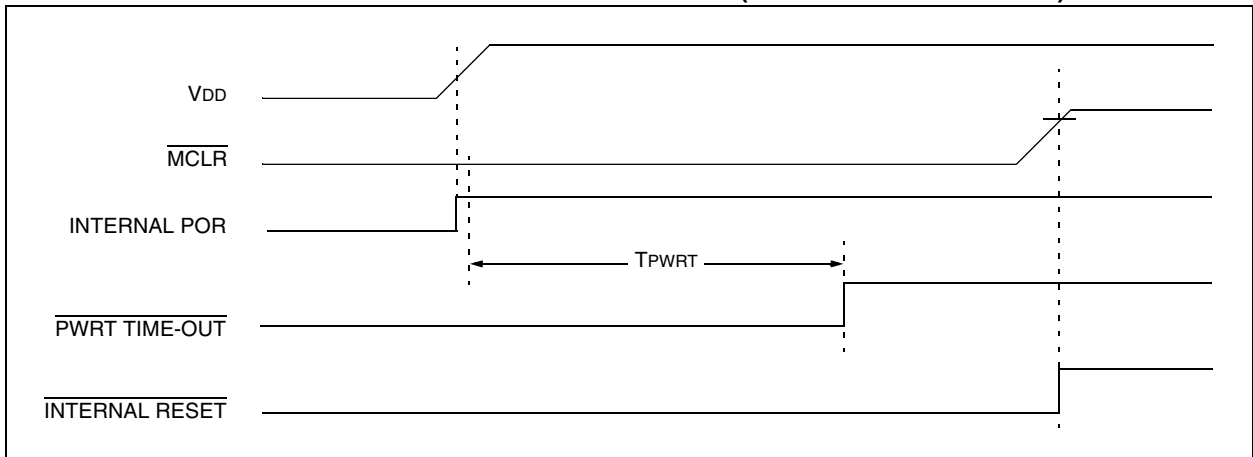 VDD
MCLR
INTERNAL POR
TPWRT
PWRT TIME-OUT
INTERNAL RESET